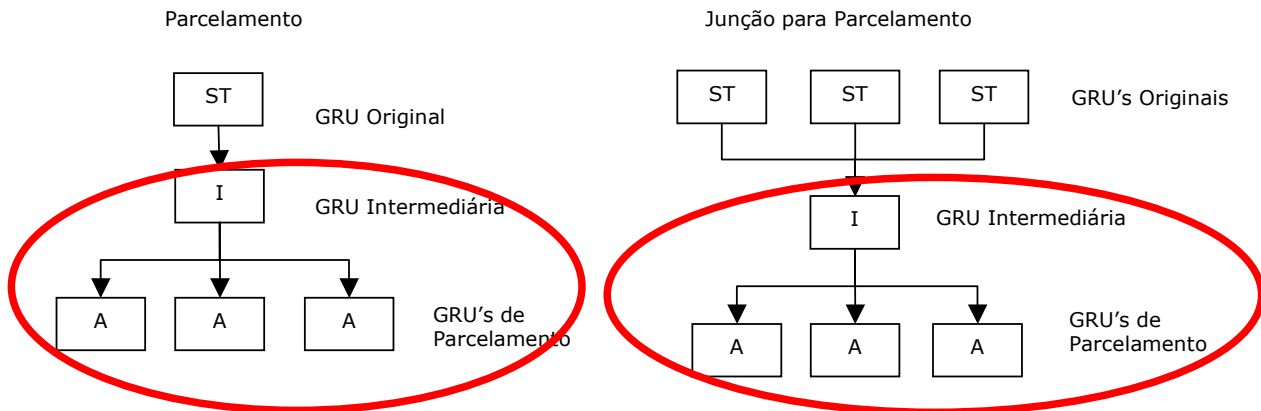 Parcelamento
ST
GRU Original
I
GRU Intermediária
A A A
GRU's de
Parcelamento
Junção para Parcelamento
ST ST ST
GRU's Originais
I
GRU Intermediária
A A A
GRU's de
Parcelamento